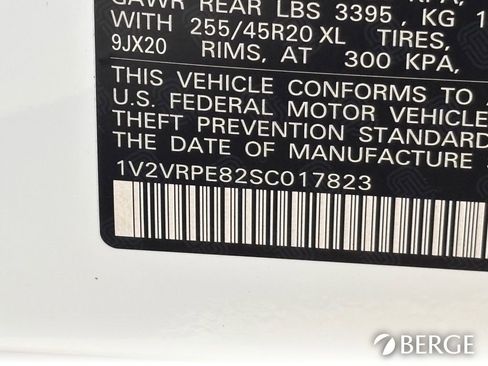 GAWR REAR LBS 3395 , KG 1
WITH 255/45R20 XL TIRES,
9JX20 RIMS, AT 300 KPA,
THIS VEHICLE CONFORMS TO
U.S. FEDERAL MOTOR VEHICLE
THEFT PREVENTION STANDARD
THE DATE OF MANUFACTURE
1V2VRPE82SC017823
BERGE